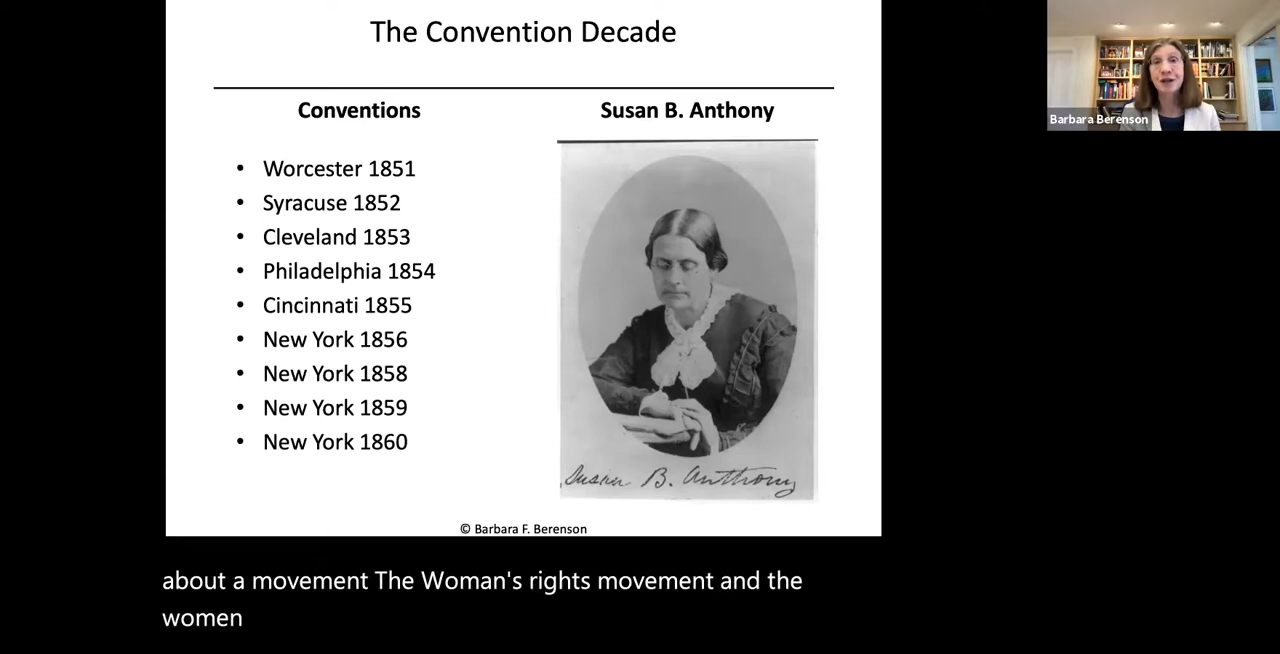 The Convention Decade
Conventions
• Worcester 1851
• Syracuse 1852
• Cleveland 1853
• Philadelphia 1854
• Cincinnati 1855
• New York 1856
• New York 1858
• New York 1859
• New York 1860
Susan B. Anthony
Susan B. Anthony
© Barbara F. Berenson
Barbara Berenson
about a movement The Woman's rights movement and the
women